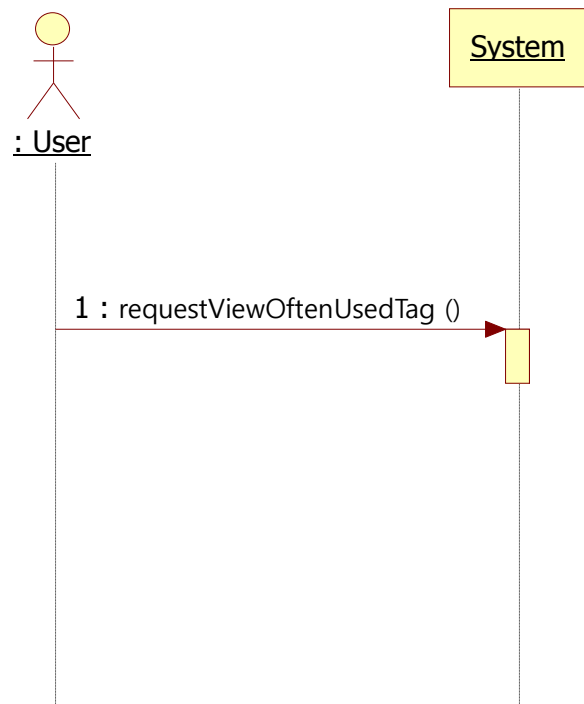 System
: User
1 : requestViewOftenUsedTag ()